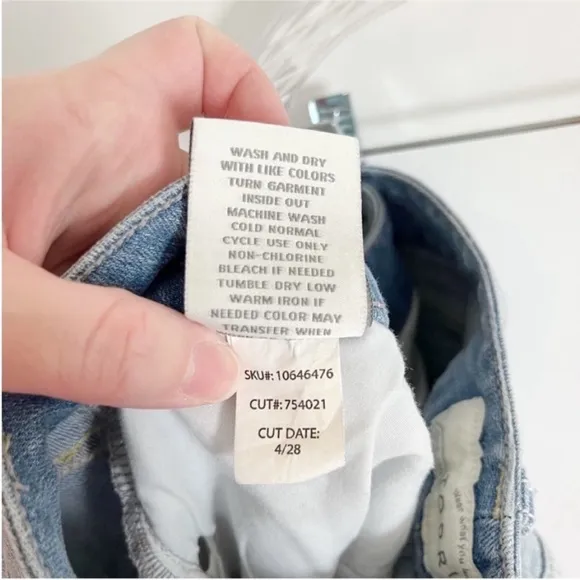 WASH AND DRY
WITH LIKE COLORS
TURN GARMENT
INSIDE OUT
MACHINE WASH
COLD NORMAL
CYCLE USE ONLY
NON-CHLORINE
BLEACH IF NEEDED
TUMBLE DRY LOW
WARM IRON IF
NEEDED COLOR MAY
TRANSFER WHEN
SKU#: 10646476
CUT#: 754021
CUT DATE:
4/28